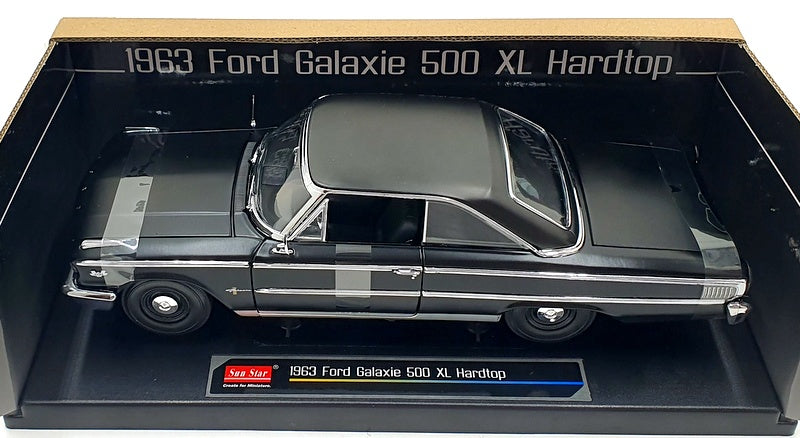 1963 Ford Galaxie 500 XL Hardtop
Sun Star®
Create for Miniature.
1963 Ford Galaxie 500 XL Hardtop